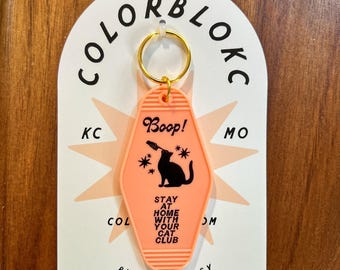 COLORBLOKC
KC MO
Boop!
STAY
AT
HOME
WITH
YOUR
CAT
CLUB